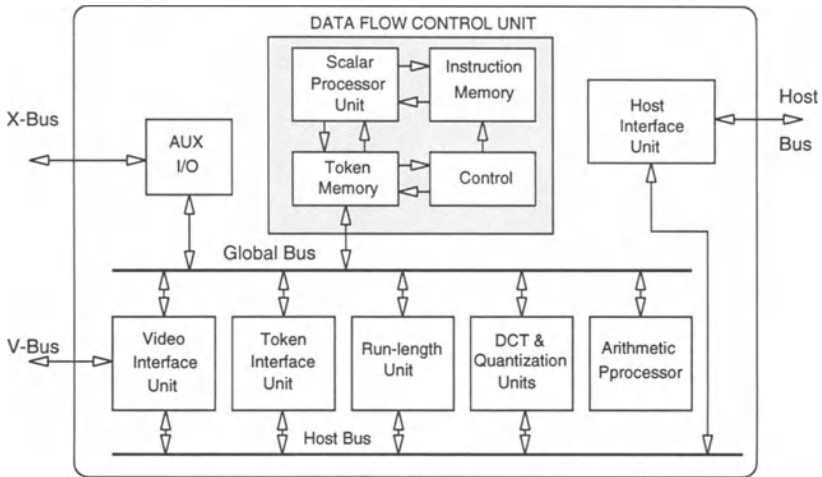 DATA FLOW CONTROL UNIT
Scalar
Processor
Unit
Instruction
Memory
Token
Memory
Control
X-Bus
AUX
I/O
Host
Interface
Unit
Host
Bus
Global Bus
V-Bus
Video
Interface
Unit
Token
Interface
Unit
Run-length
Unit
DCT &
Quantization
Units
Arithmetic
Pprocessor
Host Bus